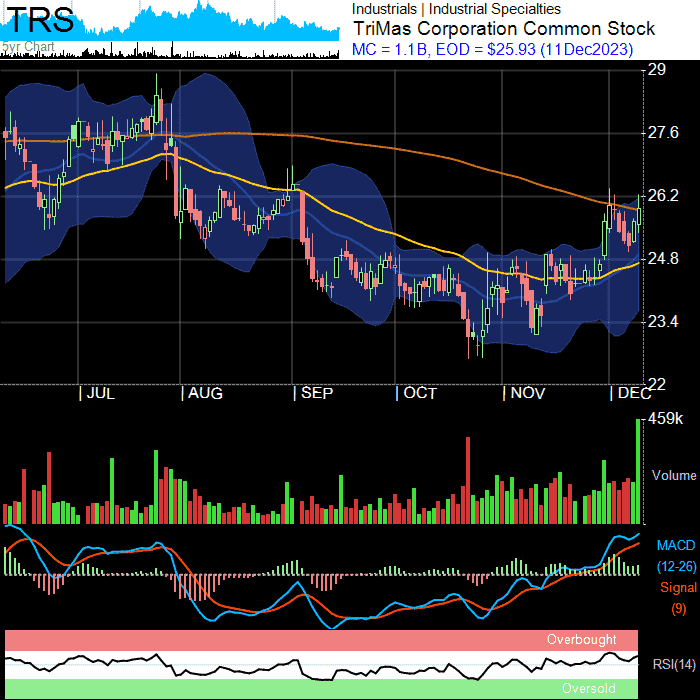 TRS
5yr Chart
Industrials | Industrial Specialties
TriMas Corporation Common Stock
MC = 1.1B, EOD = $25.93 (11Dec2023)
29
27.6
26.2
24.8
23.4
22
JUL
AUG
SEP
OCT
NOV
DEC
459k
Volume
MACD
(12-26)
Signal
(9)
Overbought
RSI(14)
Oversold